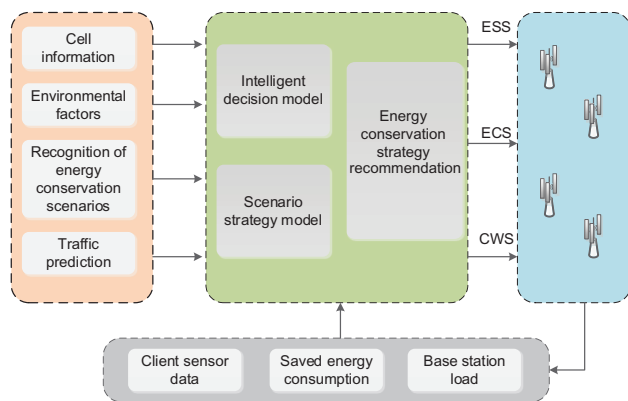 Cell
information
Environmental
factors
Recognition of
energy
conservation
scenarios
Traffic
prediction
Intelligent
decision model
Scenario
strategy model
Energy
conservation
strategy
recommendation
ESS
ECS
CWS
Client sensor
data
Saved energy
consumption
Base station
load